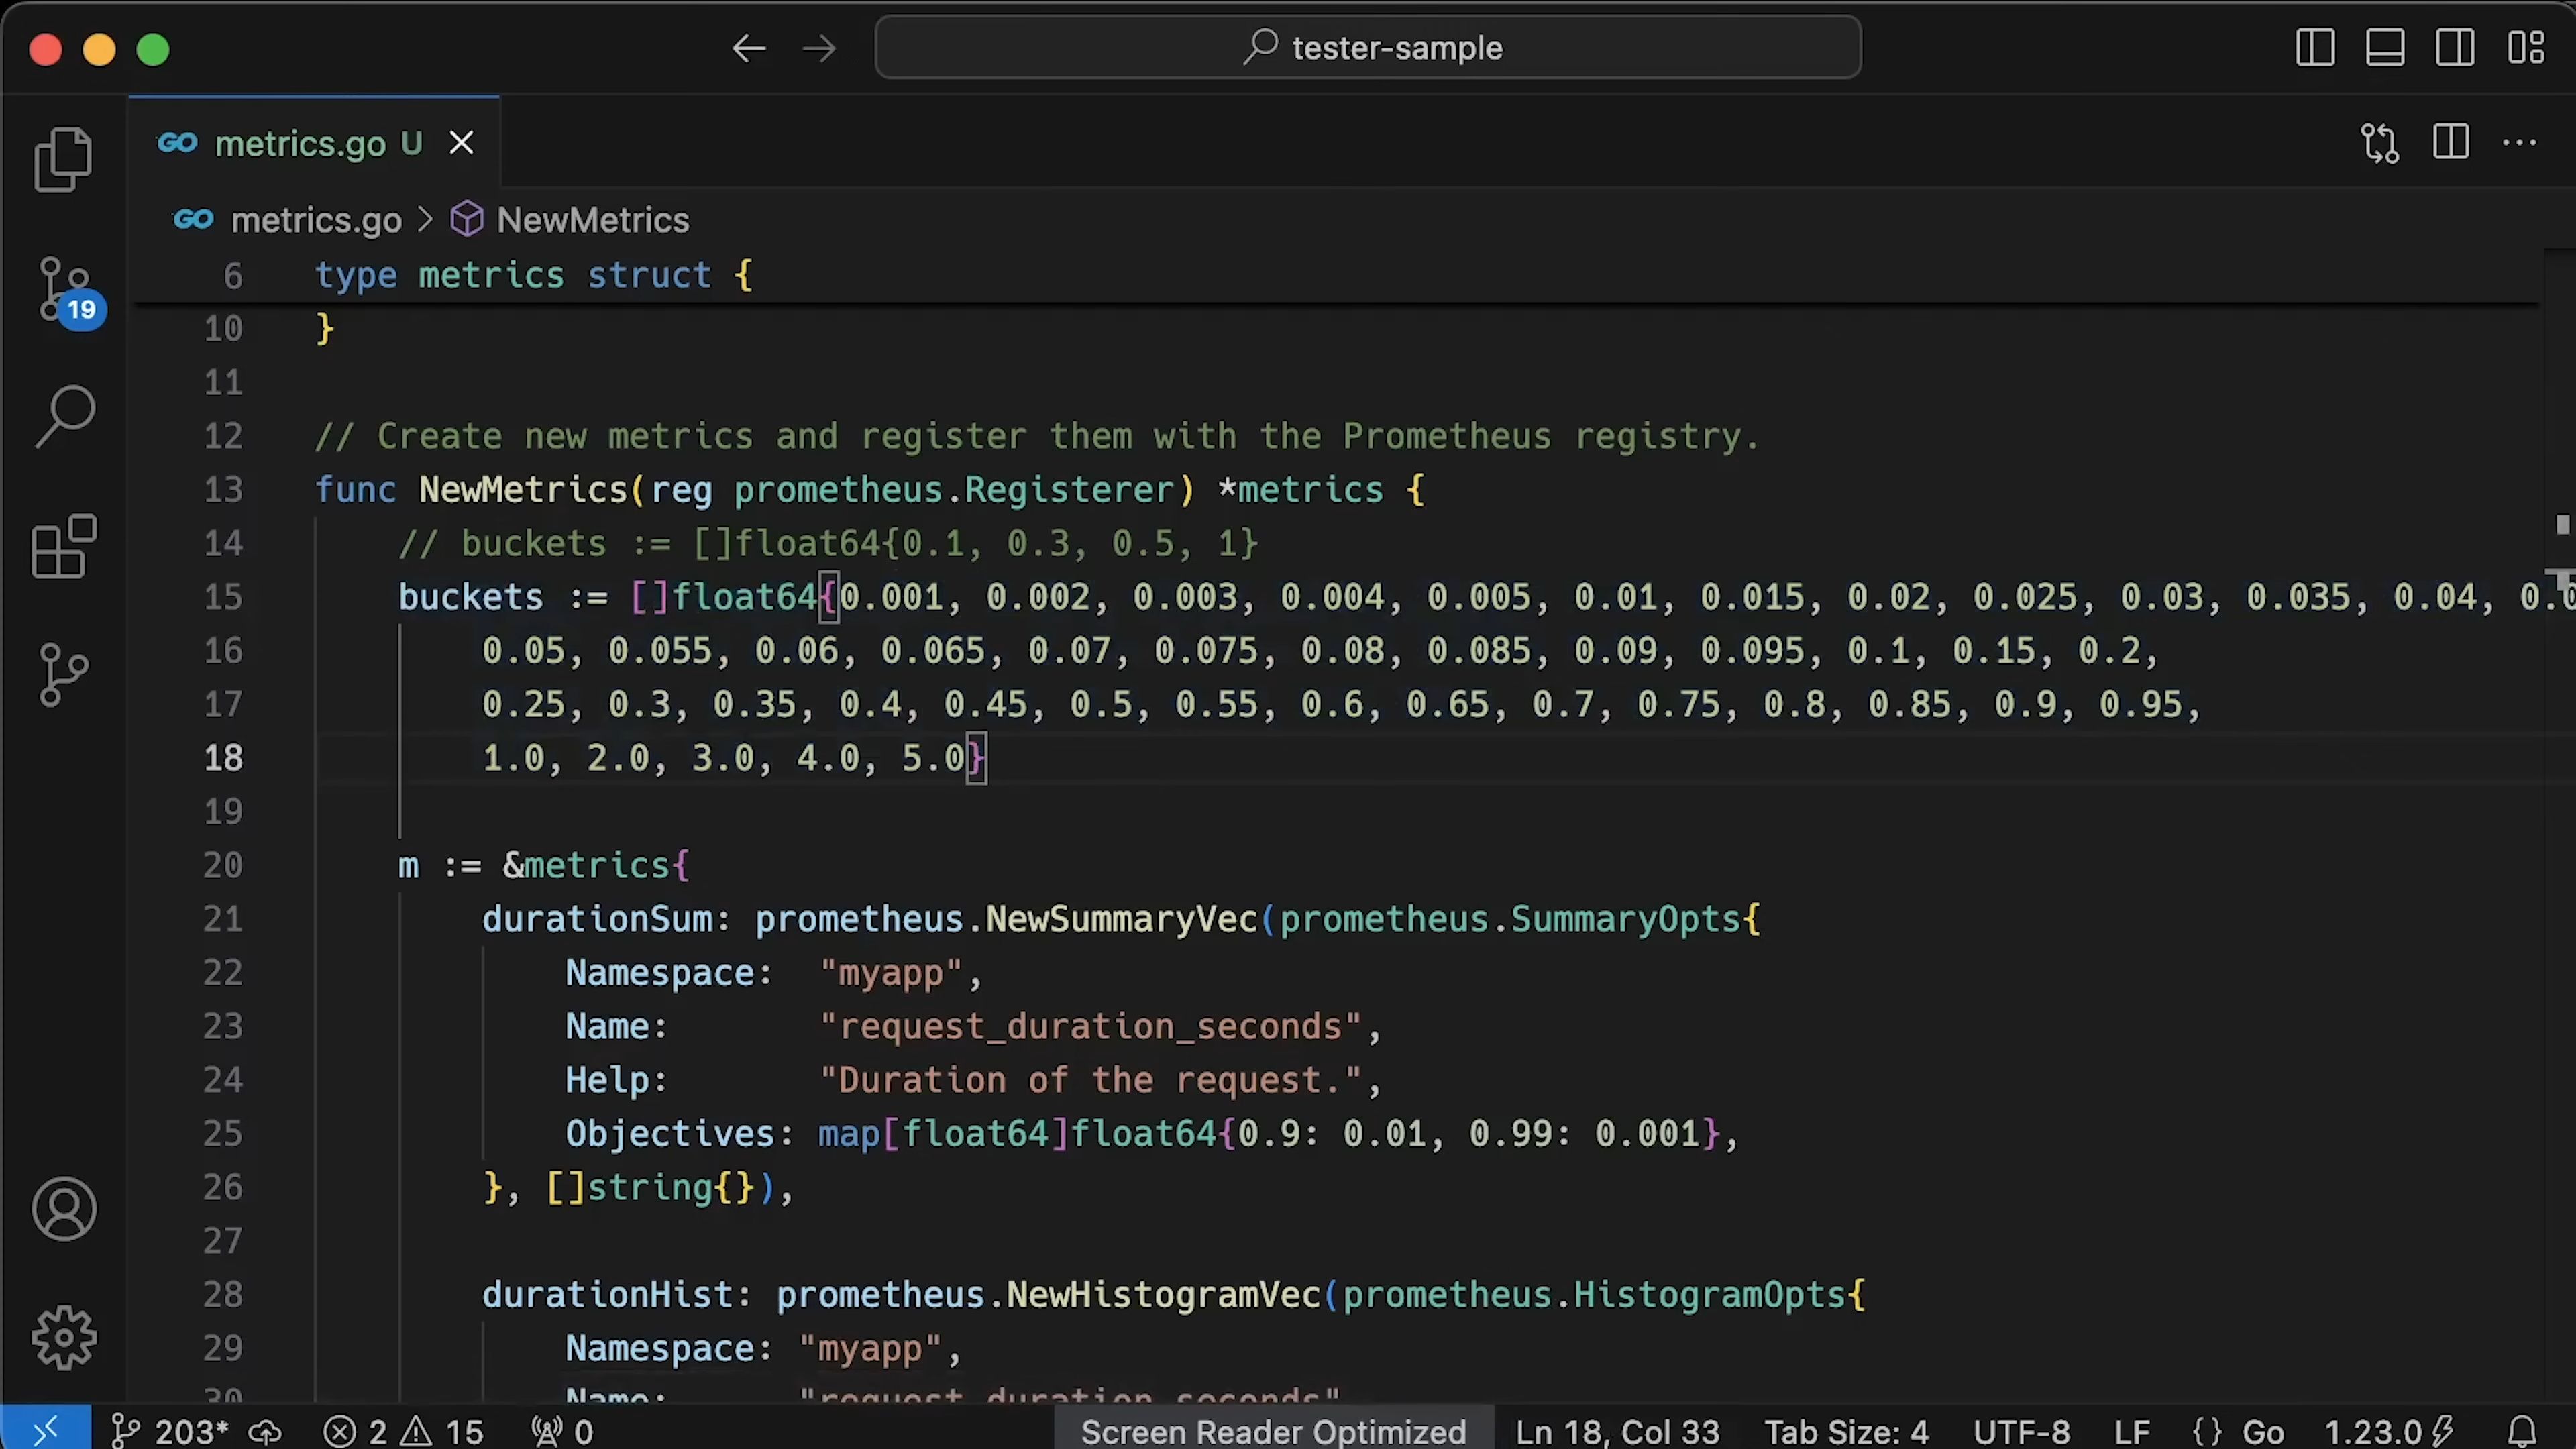 tester-sample
GO metrics.go U
GO metrics.go > NewMetrics
19
6 type metrics struct {
10 }
11
12 // Create new metrics and register them with the Prometheus registry.
13 func NewMetrics(reg prometheus.Registerer) *metrics {
14 // buckets := []float64{0.1, 0.3, 0.5, 1}
15 buckets := []float64{0.001, 0.002, 0.003, 0.004, 0.005, 0.01, 0.015, 0.02, 0.025, 0.03, 0.035, 0.04,
16 0.05, 0.055, 0.06, 0.065, 0.07, 0.075, 0.08, 0.085, 0.09, 0.095, 0.1, 0.15, 0.2,
17 0.25, 0.3, 0.35, 0.4, 0.45, 0.5, 0.55, 0.6, 0.65, 0.7, 0.75, 0.8, 0.85, 0.9, 0.95,
18 1.0, 2.0, 3.0, 4.0, 5.0}
19
20 m := &metrics{
21 durationSum: prometheus.NewSummaryVec(prometheus.SummaryOpts{
22 Namespace: "myapp",
23 Name: "request_duration_seconds",
24 Help: "Duration of the request.",
25 Objectives: map[float64]float64{0.9: 0.01, 0.99: 0.001},
26 }, []string{}),
27
28 durationHist: prometheus.NewHistogramVec(prometheus.HistogramOpts{
29 Namespace: "myapp",
30 Name: "request_duration_seconds"
203* 2 15 0 Screen Reader Optimized Ln 18, Col 33 Tab Size: 4 UTF-8 LF {} Go 1.23.0